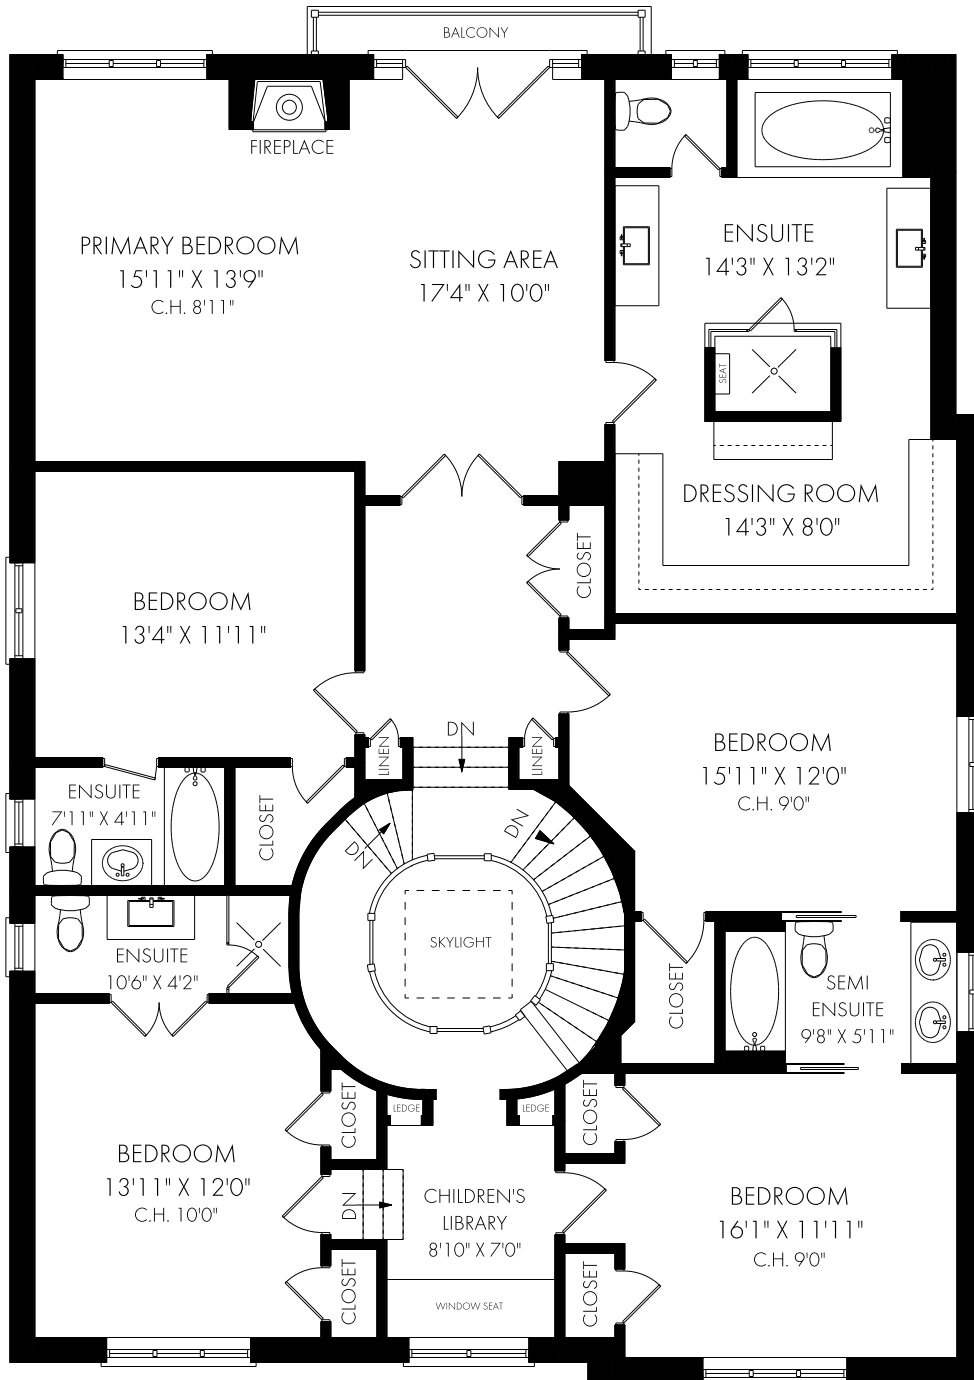 BALCONY
FIREPLACE
PRIMARY BEDROOM
15'11" X 13'9"
C.H. 8'11"
SITTING AREA
17'4" X 10'0"
ENSUITE
14'3" X 13'2"
SEAT
DRESSING ROOM
14'3" X 8'0"
CLOSET
BEDROOM
13'4" X 11'11"
LINEN
DN
LINEN
BEDROOM
15'11" X 12'0"
C.H. 9'0"
ENSUITE
7'11" X 4'11"
CLOSET
DN
DN
SKYLIGHT
ENSUITE
10'6" X 4'2"
CLOSET
SEMI
ENSUITE
9'8" X 5'11"
CLOSET
LEDGE
LEDGE
CLOSET
BEDROOM
13'11" X 12'0"
C.H. 10'0"
DN
CHILDREN'S
LIBRARY
8'10" X 7'0"
BEDROOM
16'1" X 11'11"
C.H. 9'0"
CLOSET
WINDOW SEAT
CLOSET